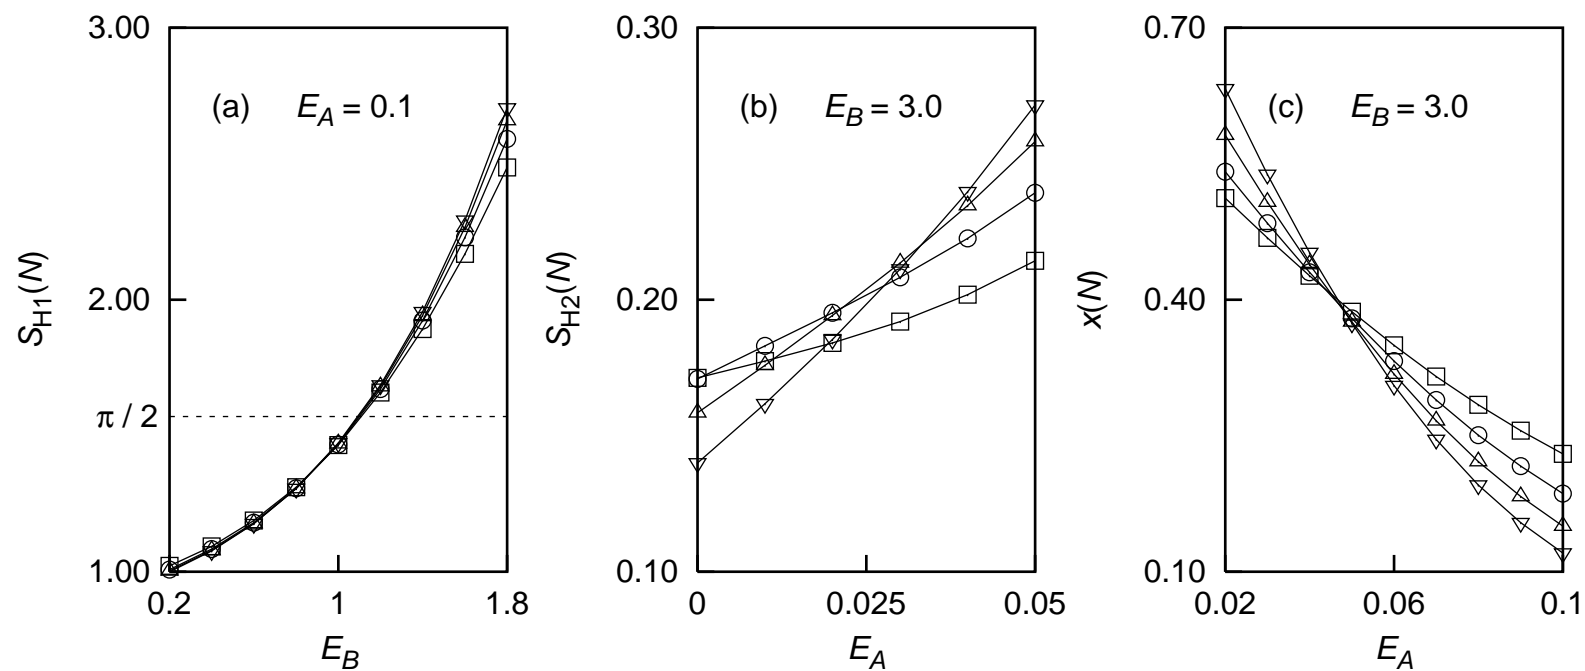 3.00
2.00
π / 2
1.00
0.2
1
1.8
S_H1(N)
E_B
(a) E_A = 0.1
0.30
0.20
0.10
0
0.025
0.05
S_H2(N)
E_A
(b) E_B = 3.0
0.70
0.40
0.10
0.02
0.06
0.1
x(N)
E_A
(c) E_B = 3.0